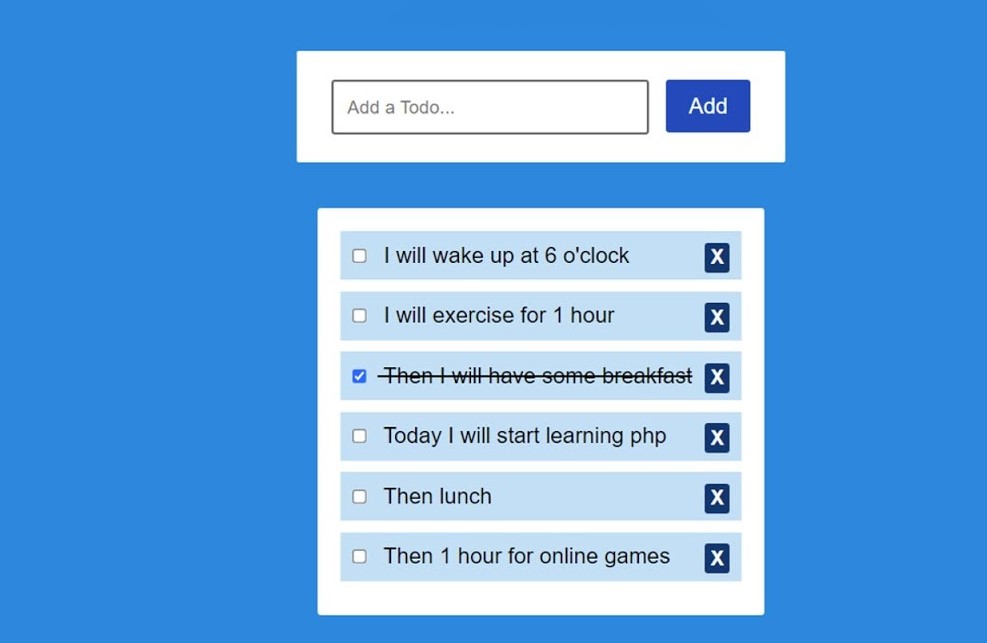 Add a Todo...
Add
I will wake up at 6 o'clock X
I will exercise for 1 hour X
Then I will have some breakfast X
Today I will start learning php X
Then lunch X
Then 1 hour for online games X